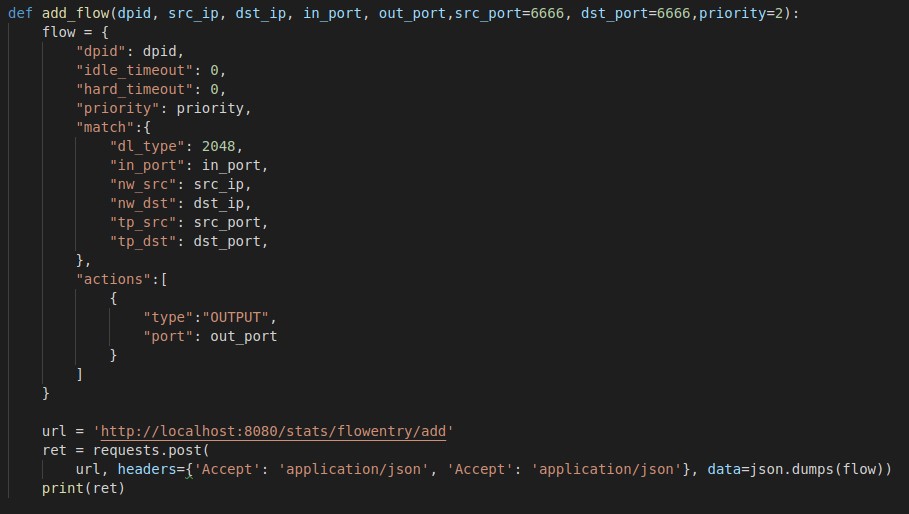 def add_flow(dpid, src_ip, dst_ip, in_port, out_port,src_port=6666, dst_port=6666,priority=2):
    flow = {
        "dpid": dpid,
        "idle_timeout": 0,
        "hard_timeout": 0,
        "priority": priority,
        "match":{
            "dl_type": 2048,
            "in_port": in_port,
            "nw_src": src_ip,
            "nw_dst": dst_ip,
            "tp_src": src_port,
            "tp_dst": dst_port,
        },
        "actions":[
            {
                "type":"OUTPUT",
                "port": out_port
            }
        ]
    }

    url = 'http://localhost:8080/stats/flowentry/add'
    ret = requests.post(
        url, headers={'Accept': 'application/json', 'Accept': 'application/json'}, data=json.dumps(flow))
    print(ret)